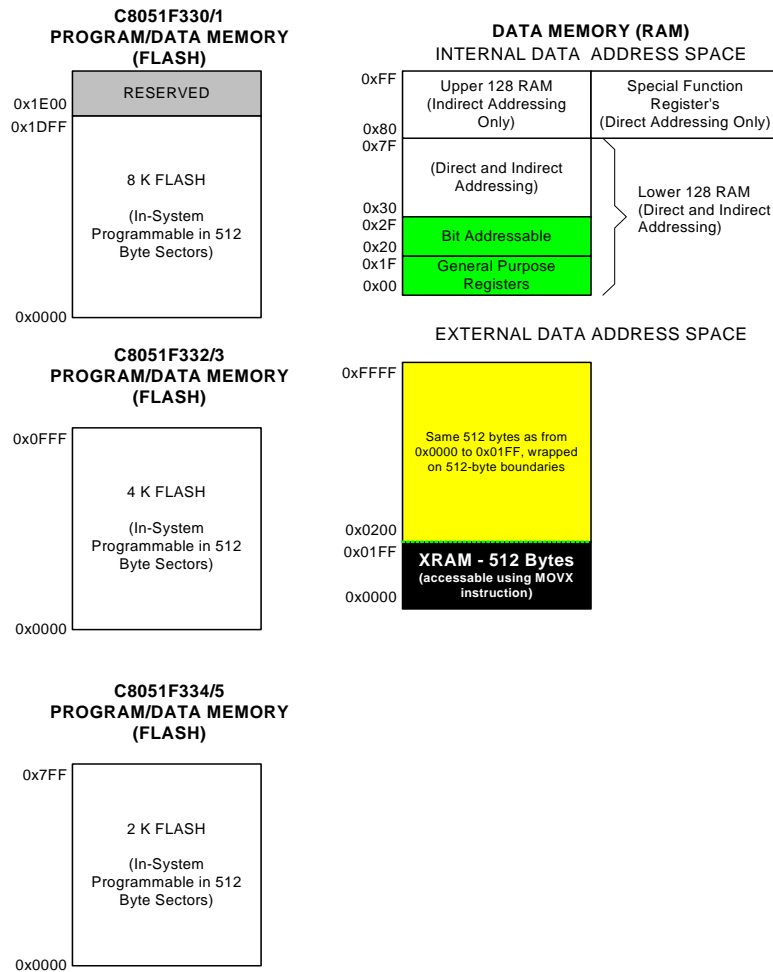 C8051F330/1
PROGRAM/DATA MEMORY
(FLASH)
RESERVED
0x1E00
0x1DFF
8 K FLASH
(In-System
Programmable in 512
Byte Sectors)
0x0000
C8051F332/3
PROGRAM/DATA MEMORY
(FLASH)
0x0FFF
4 K FLASH
(In-System
Programmable in 512
Byte Sectors)
0x0000
C8051F334/5
PROGRAM/DATA MEMORY
(FLASH)
0x7FF
2 K FLASH
(In-System
Programmable in 512
Byte Sectors)
0x0000
DATA MEMORY (RAM)
INTERNAL DATA ADDRESS SPACE
0xFF
Upper 128 RAM
(Indirect Addressing
Only)
0x80
Special Function
Register's
(Direct Addressing Only)
0x7F
(Direct and Indirect
Addressing)
0x30
0x2F
Bit Addressable
0x20
0x1F
General Purpose
Registers
0x00
Lower 128 RAM
(Direct and Indirect
Addressing)
EXTERNAL DATA ADDRESS SPACE
0xFFFF
Same 512 bytes as from
0x0000 to 0x01FF, wrapped
on 512-byte boundaries
0x0200
0x01FF
XRAM - 512 Bytes
(accessable using MOVX
instruction)
0x0000